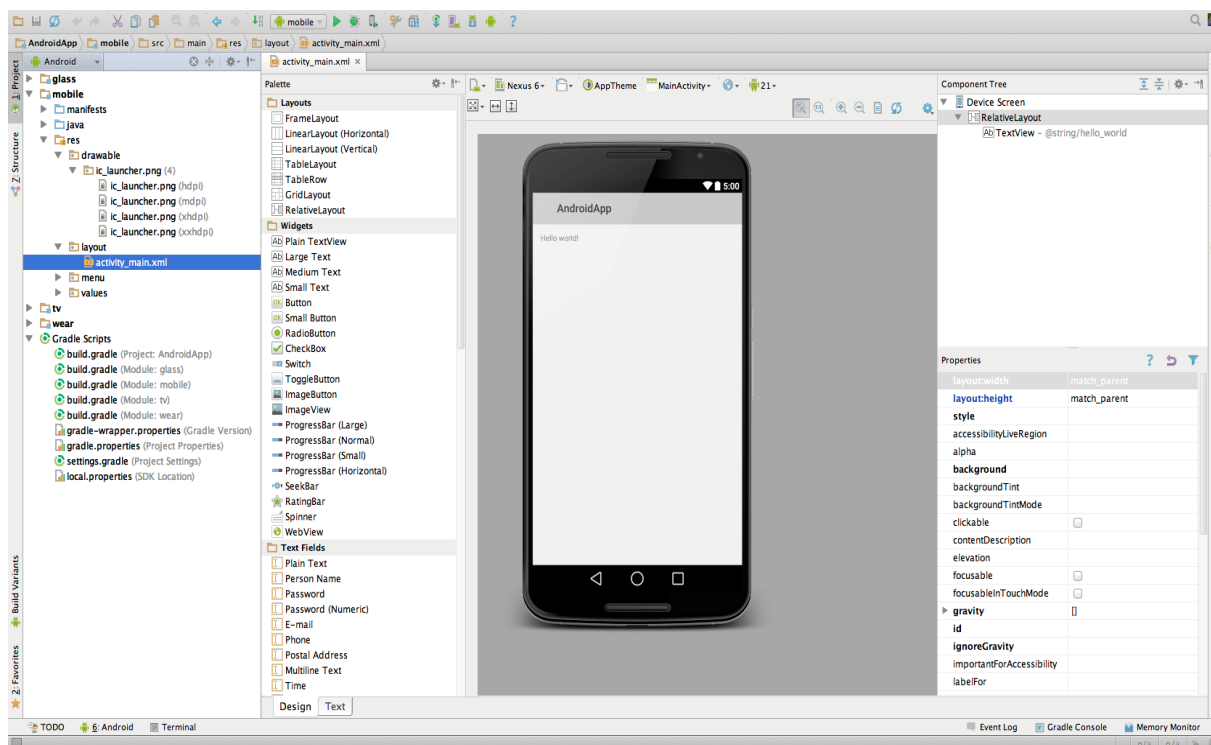 mobile
?
AndroidApp mobile src main res layout activity_main.xml
1: Project
Z: Structure
Build Variants
2: Favorites
Android
activity_main.xml ×
glass
mobile
manifests
java
res
drawable
ic_launcher.png (4)
ic_launcher.png (hdpi)
ic_launcher.png (mdpi)
ic_launcher.png (xhdpi)
ic_launcher.png (xxhdpi)
layout
activity_main.xml
menu
values
tv
wear
Gradle Scripts
build.gradle (Project: AndroidApp)
build.gradle (Module: glass)
build.gradle (Module: mobile)
build.gradle (Module: tv)
build.gradle (Module: wear)
gradle-wrapper.properties (Gradle Version)
gradle.properties (Project Properties)
settings.gradle (Project Settings)
local.properties (SDK Location)
Palette
Layouts
FrameLayout
LinearLayout (Horizontal)
LinearLayout (Vertical)
TableLayout
TableRow
GridLayout
RelativeLayout
Widgets
Ab Plain TextView
Ab Large Text
Ab Medium Text
Ab Small Text
OK Button
OK Small Button
RadioButton
CheckBox
Switch
ToggleButton
ImageButton
ImageView
ProgressBar (Large)
ProgressBar (Normal)
ProgressBar (Small)
ProgressBar (Horizontal)
SeekBar
RatingBar
Spinner
WebView
Text Fields
Plain Text
Person Name
Password
Password (Numeric)
E-mail
Phone
Postal Address
Multiline Text
Time
Nexus 6 AppTheme MainActivity 21
5:00
AndroidApp
Hello world!
Design Text
Component Tree
Device Screen
RelativeLayout
Ab TextView - @string/hello_world
Properties ?
layout:width match_parent
layout:height match_parent
style
accessibilityLiveRegion
alpha
background
backgroundTint
backgroundTintMode
clickable
contentDescription
elevation
focusable
focusableInTouchMode
gravity []
id
ignoreGravity
importantForAccessibility
labelFor
TODO 6: Android Terminal Event Log Gradle Console Memory Monitor